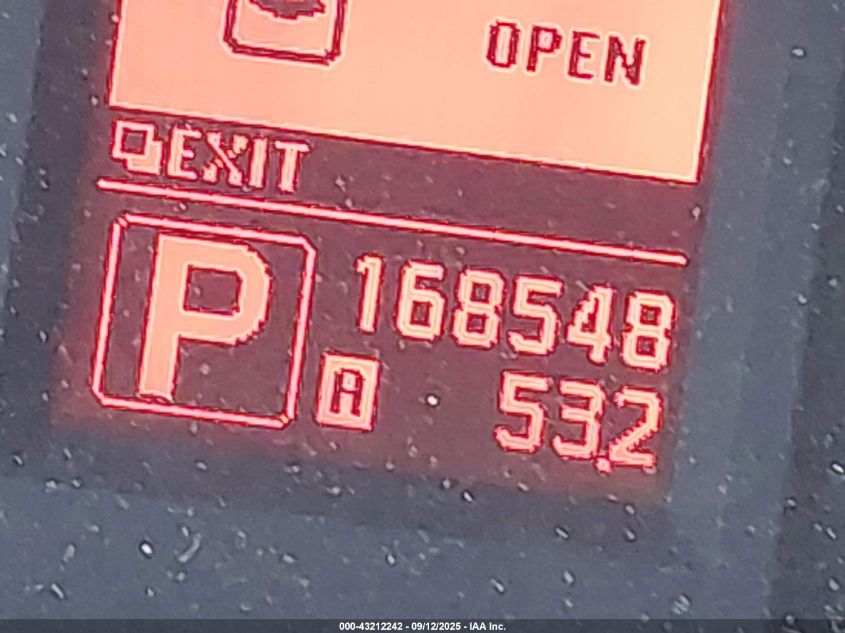 OPEN
EXIT
P
168548
A 53.2
000-43212242 - 09/12/2025 - IAA Inc.